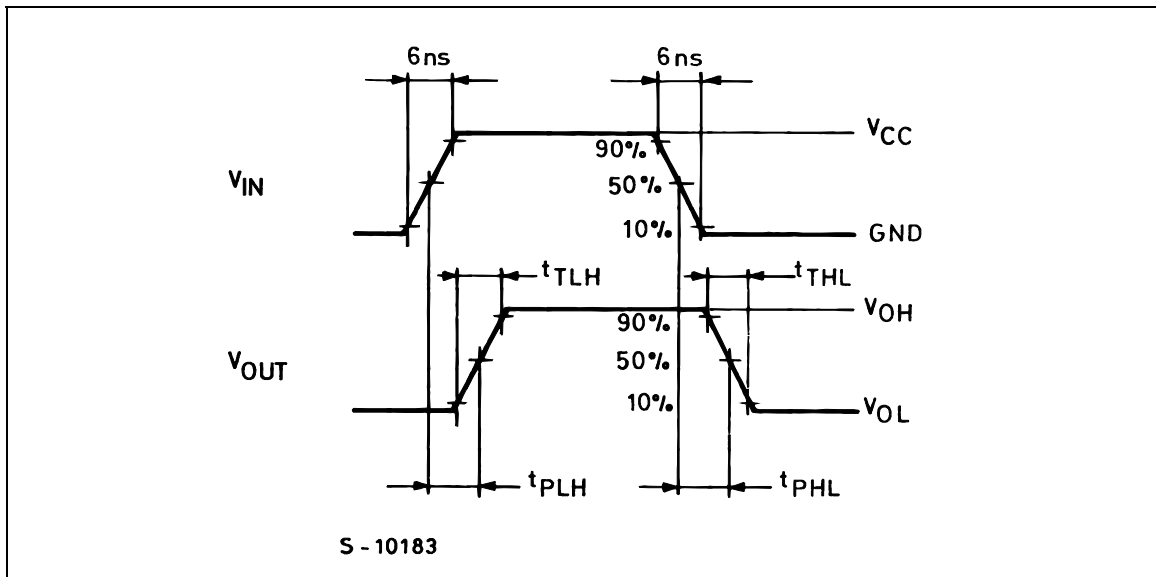 6ns 6ns
VCC
90%
VIN 50%
10% GND
tTLH tTHL
VOH
90%
VOUT 50%
10% VOL
tPLH tPHL
S-10183